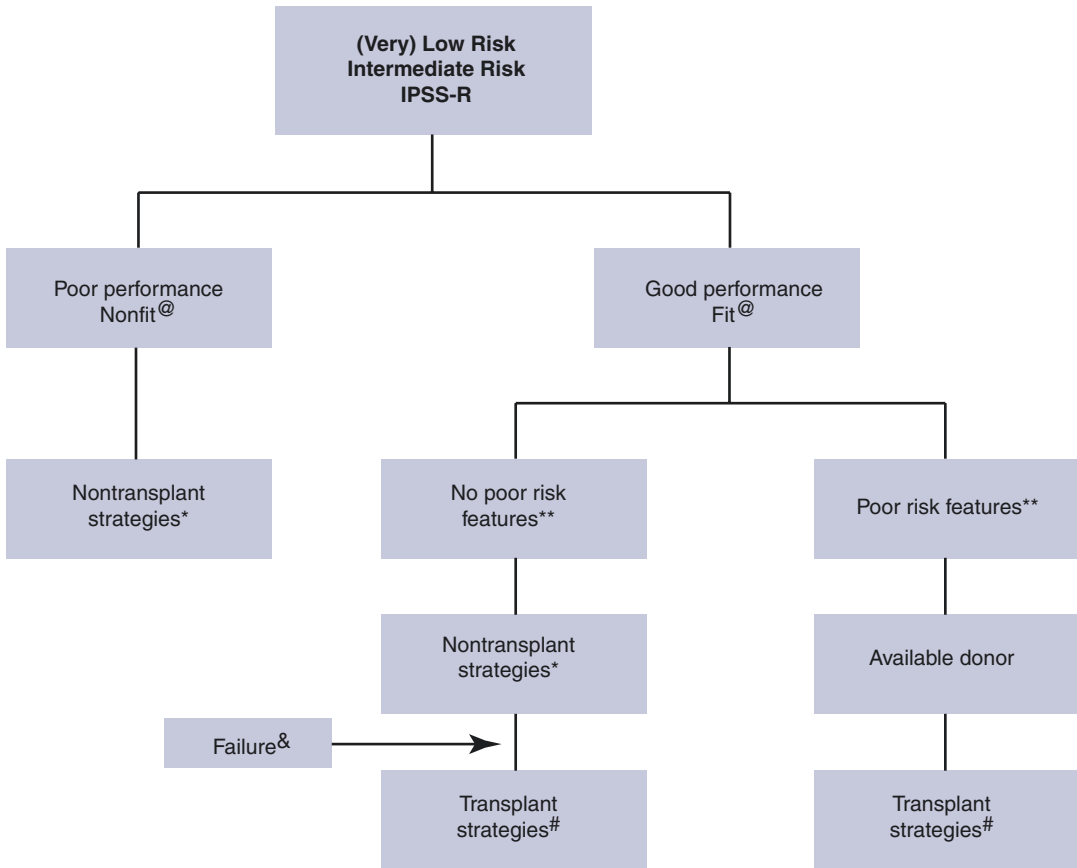 (Very) Low Risk
Intermediate Risk
IPSS-R
Poor performance
Nonfit@
Good performance
Fit@
Nontransplant
strategies*
No poor risk
features**
Poor risk features**
Nontransplant
strategies*
Available donor
Failure&
Transplant
strategies#
Transplant
strategies#